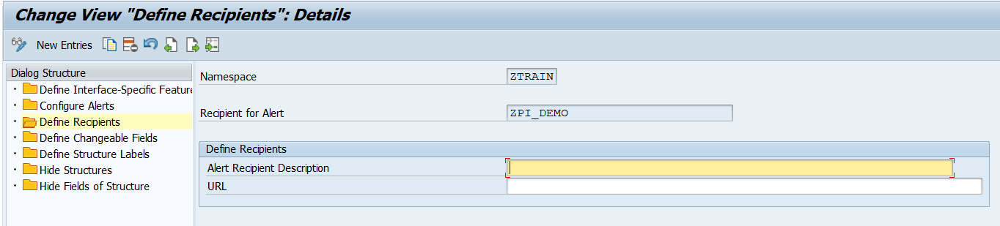 Change View "Define Recipients": Details
New Entries
Dialog Structure
Define Interface-Specific Feature
Configure Alerts
Define Recipients
Define Changeable Fields
Define Structure Labels
Hide Structures
Hide Fields of Structure
Namespace
ZTRAIN
Recipient for Alert
ZPI_DEMO
Define Recipients
Alert Recipient Description
URL